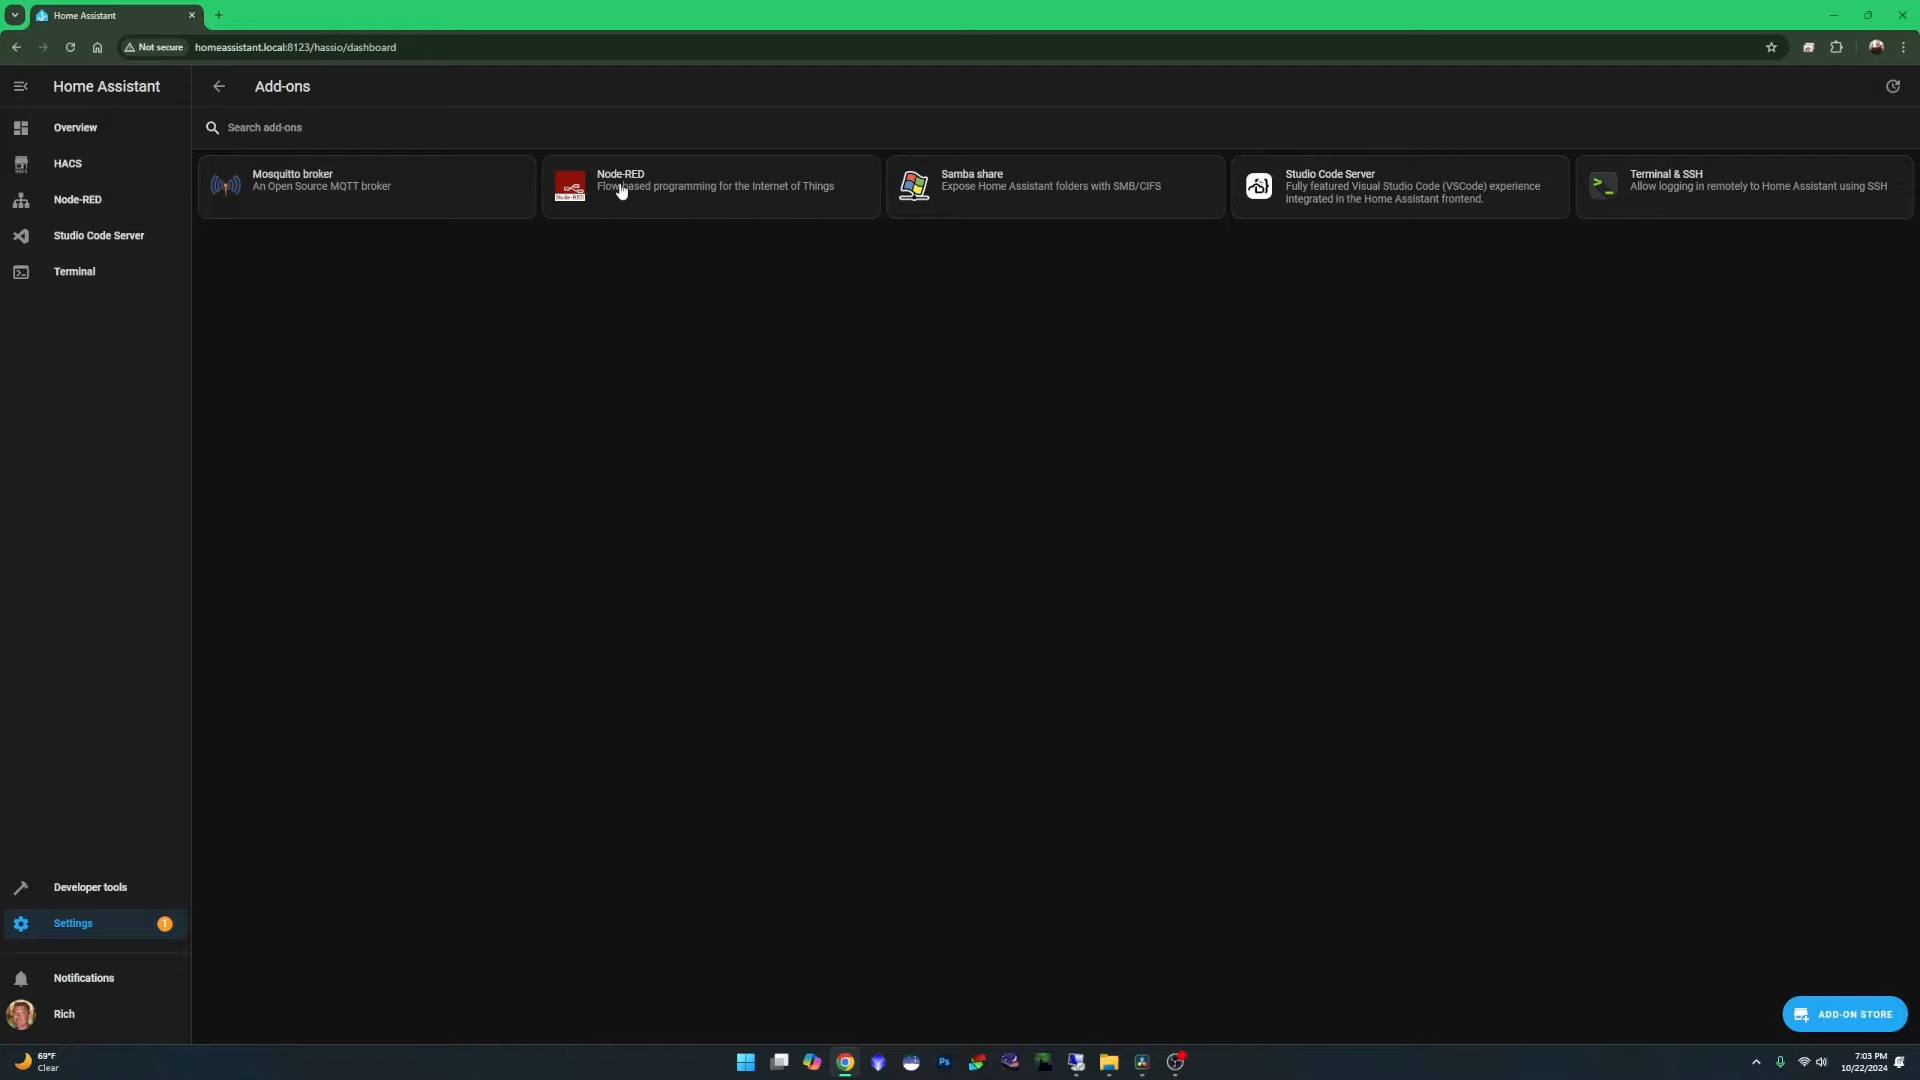 Home Assistant
Not secure
homeassistant.local:8123/hassio/dashboard
Home Assistant
Add-ons
Overview
Search add-ons
HACS
Node-RED
Studio Code Server
Terminal
Mosquitto broker
An Open Source MQTT broker
Node-RED
Node-RED
Flow-based programming for the Internet of Things
Samba share
Expose Home Assistant folders with SMB/CIFS
Studio Code Server
Fully featured Visual Studio Code (VSCode) experience
integrated in the Home Assistant frontend.
Terminal & SSH
Allow logging in remotely to Home Assistant using SSH
Developer tools
Settings
1
Notifications
Rich
ADD-ON STORE
69°F
Clear
Ps
7:03 PM
10/22/2024